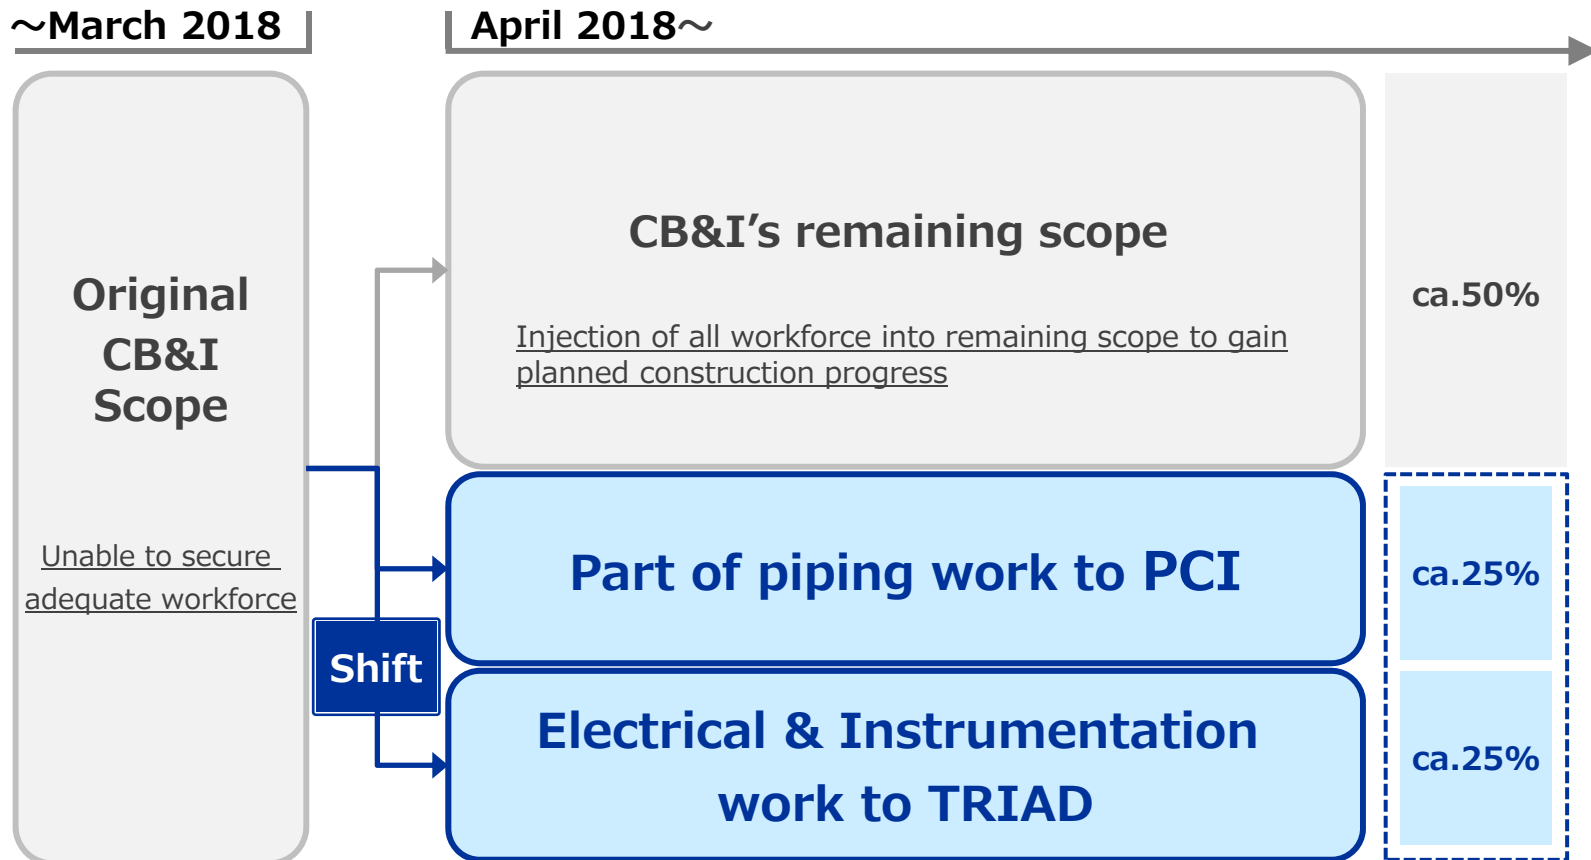 ～March 2018
April 2018～
Original
CB&I
Scope
Unable to secure
adequate workforce
Shift
CB&I’s remaining scope
Injection of all workforce into remaining scope to gain
planned construction progress
ca.50%
Part of piping work to PCI
ca.25%
Electrical & Instrumentation
work to TRIAD
ca.25%